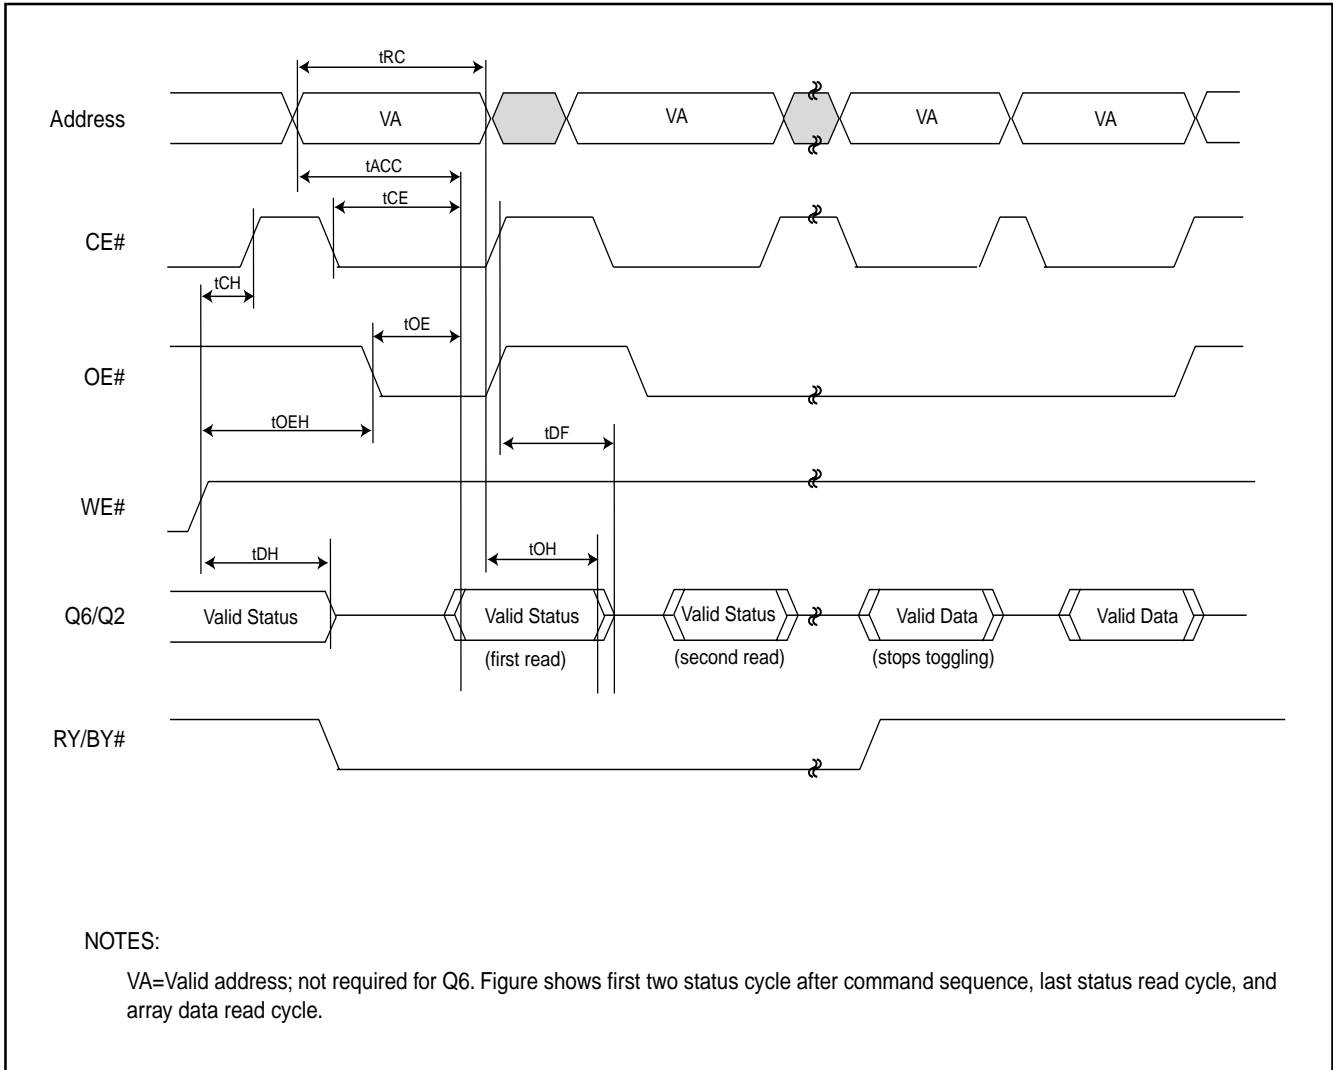 tRC
Address
VA
VA
VA
VA
tACC
tCE
CE#
tCH
tOE
OE#
tOEH
tDF
WE#
tDH
tOH
Q6/Q2
Valid Status
Valid Status
Valid Status
Valid Data
Valid Data
(first read)
(second read)
(stops toggling)
RY/BY#
NOTES:
VA=Valid address; not required for Q6. Figure shows first two status cycle after command sequence, last status read cycle, and
array data read cycle.